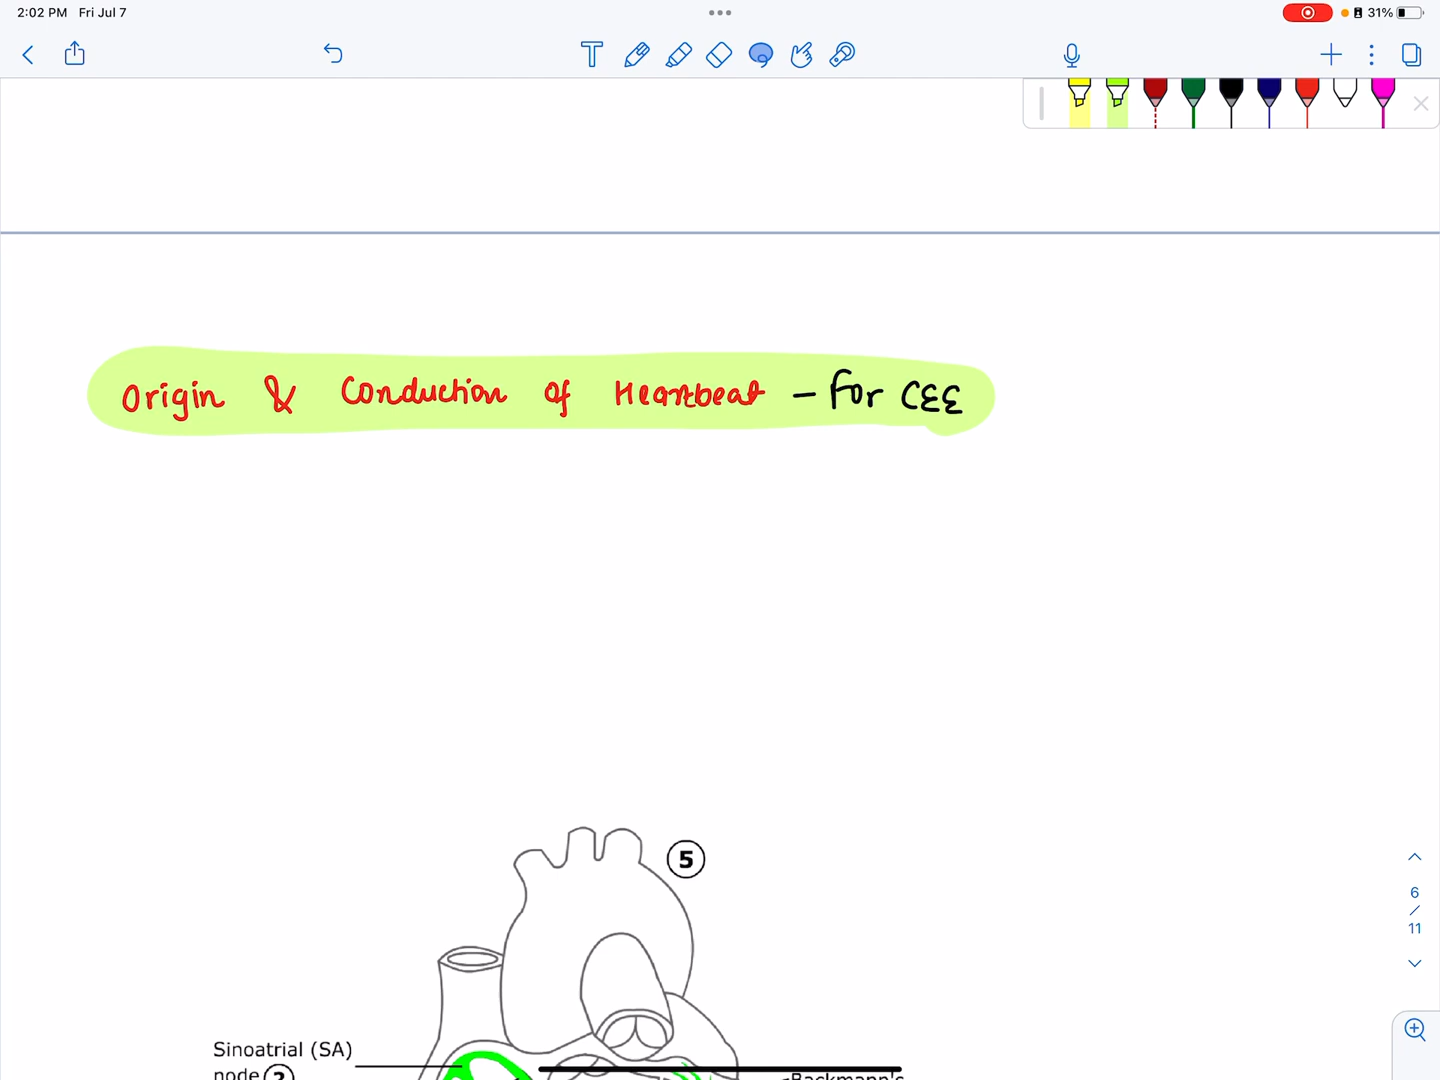 2:02 PM Fri Jul 7
31%
T
Origin & Conduction of Heartbeat – For CEE
5
6
/
11
Sinoatrial (SA)
node 2
Backmann's